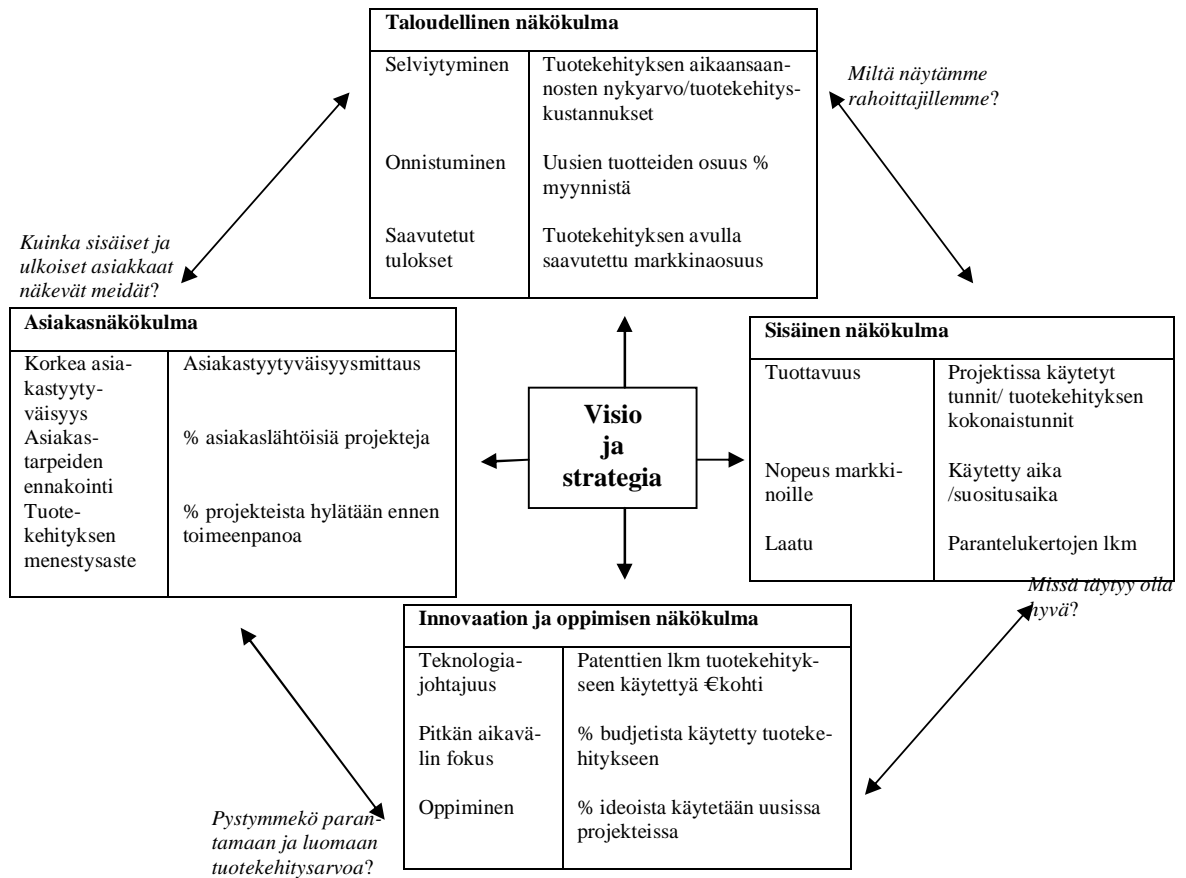 Taloudellinen näkökulma
Selviytyminen
Tuotekehityksen aikaansaan-
nosten nykyarvo/tuotekehitys-
kustannukset
Onnistuminen
Uusien tuotteiden osuus %
myynnistä
Saavutetut
tulokset
Tuotekehityksen avulla
saavutettu markkinaosuus
Miltä näytämme
rahoittajillemme?
Kuinka sisäiset ja
ulkoiset asiakkaat
näkevät meidät?
Asiakasnäkökulma
Korkea asia-
kastyyty-
väisyys
Asiakastyytyväisyysmittaus
Asiakas-
tarpeiden
ennakointi
% asiakaslähtöisiä projekteja
Tuote-
kehityksen
menestysaste
% projekteista hylätään ennen
toimeenpanoa
Visio
ja
strategia
Sisäinen näkökulma
Tuottavuus
Projektissa käytetyt
tunnit/ tuotekehityksen
kokonaistunnit
Nopeus markki-
noille
Käytetty aika
/suositusaika
Laatu
Parantelukertojen lkm
Missä täytyy olla
hyvä?
Innovaation ja oppimisen näkökulma
Teknologia-
johtajuus
Patenttien lkm tuotekehityk-
seen käytettyä €kohti
Pitkän aikavä-
lin fokus
% budjetista käytetty tuoteke-
hitykseen
Oppiminen
% ideoista käytetään uusissa
projekteissa
Pystymmekö paran-
tamaan ja luomaan
tuotekehitysarvoa?